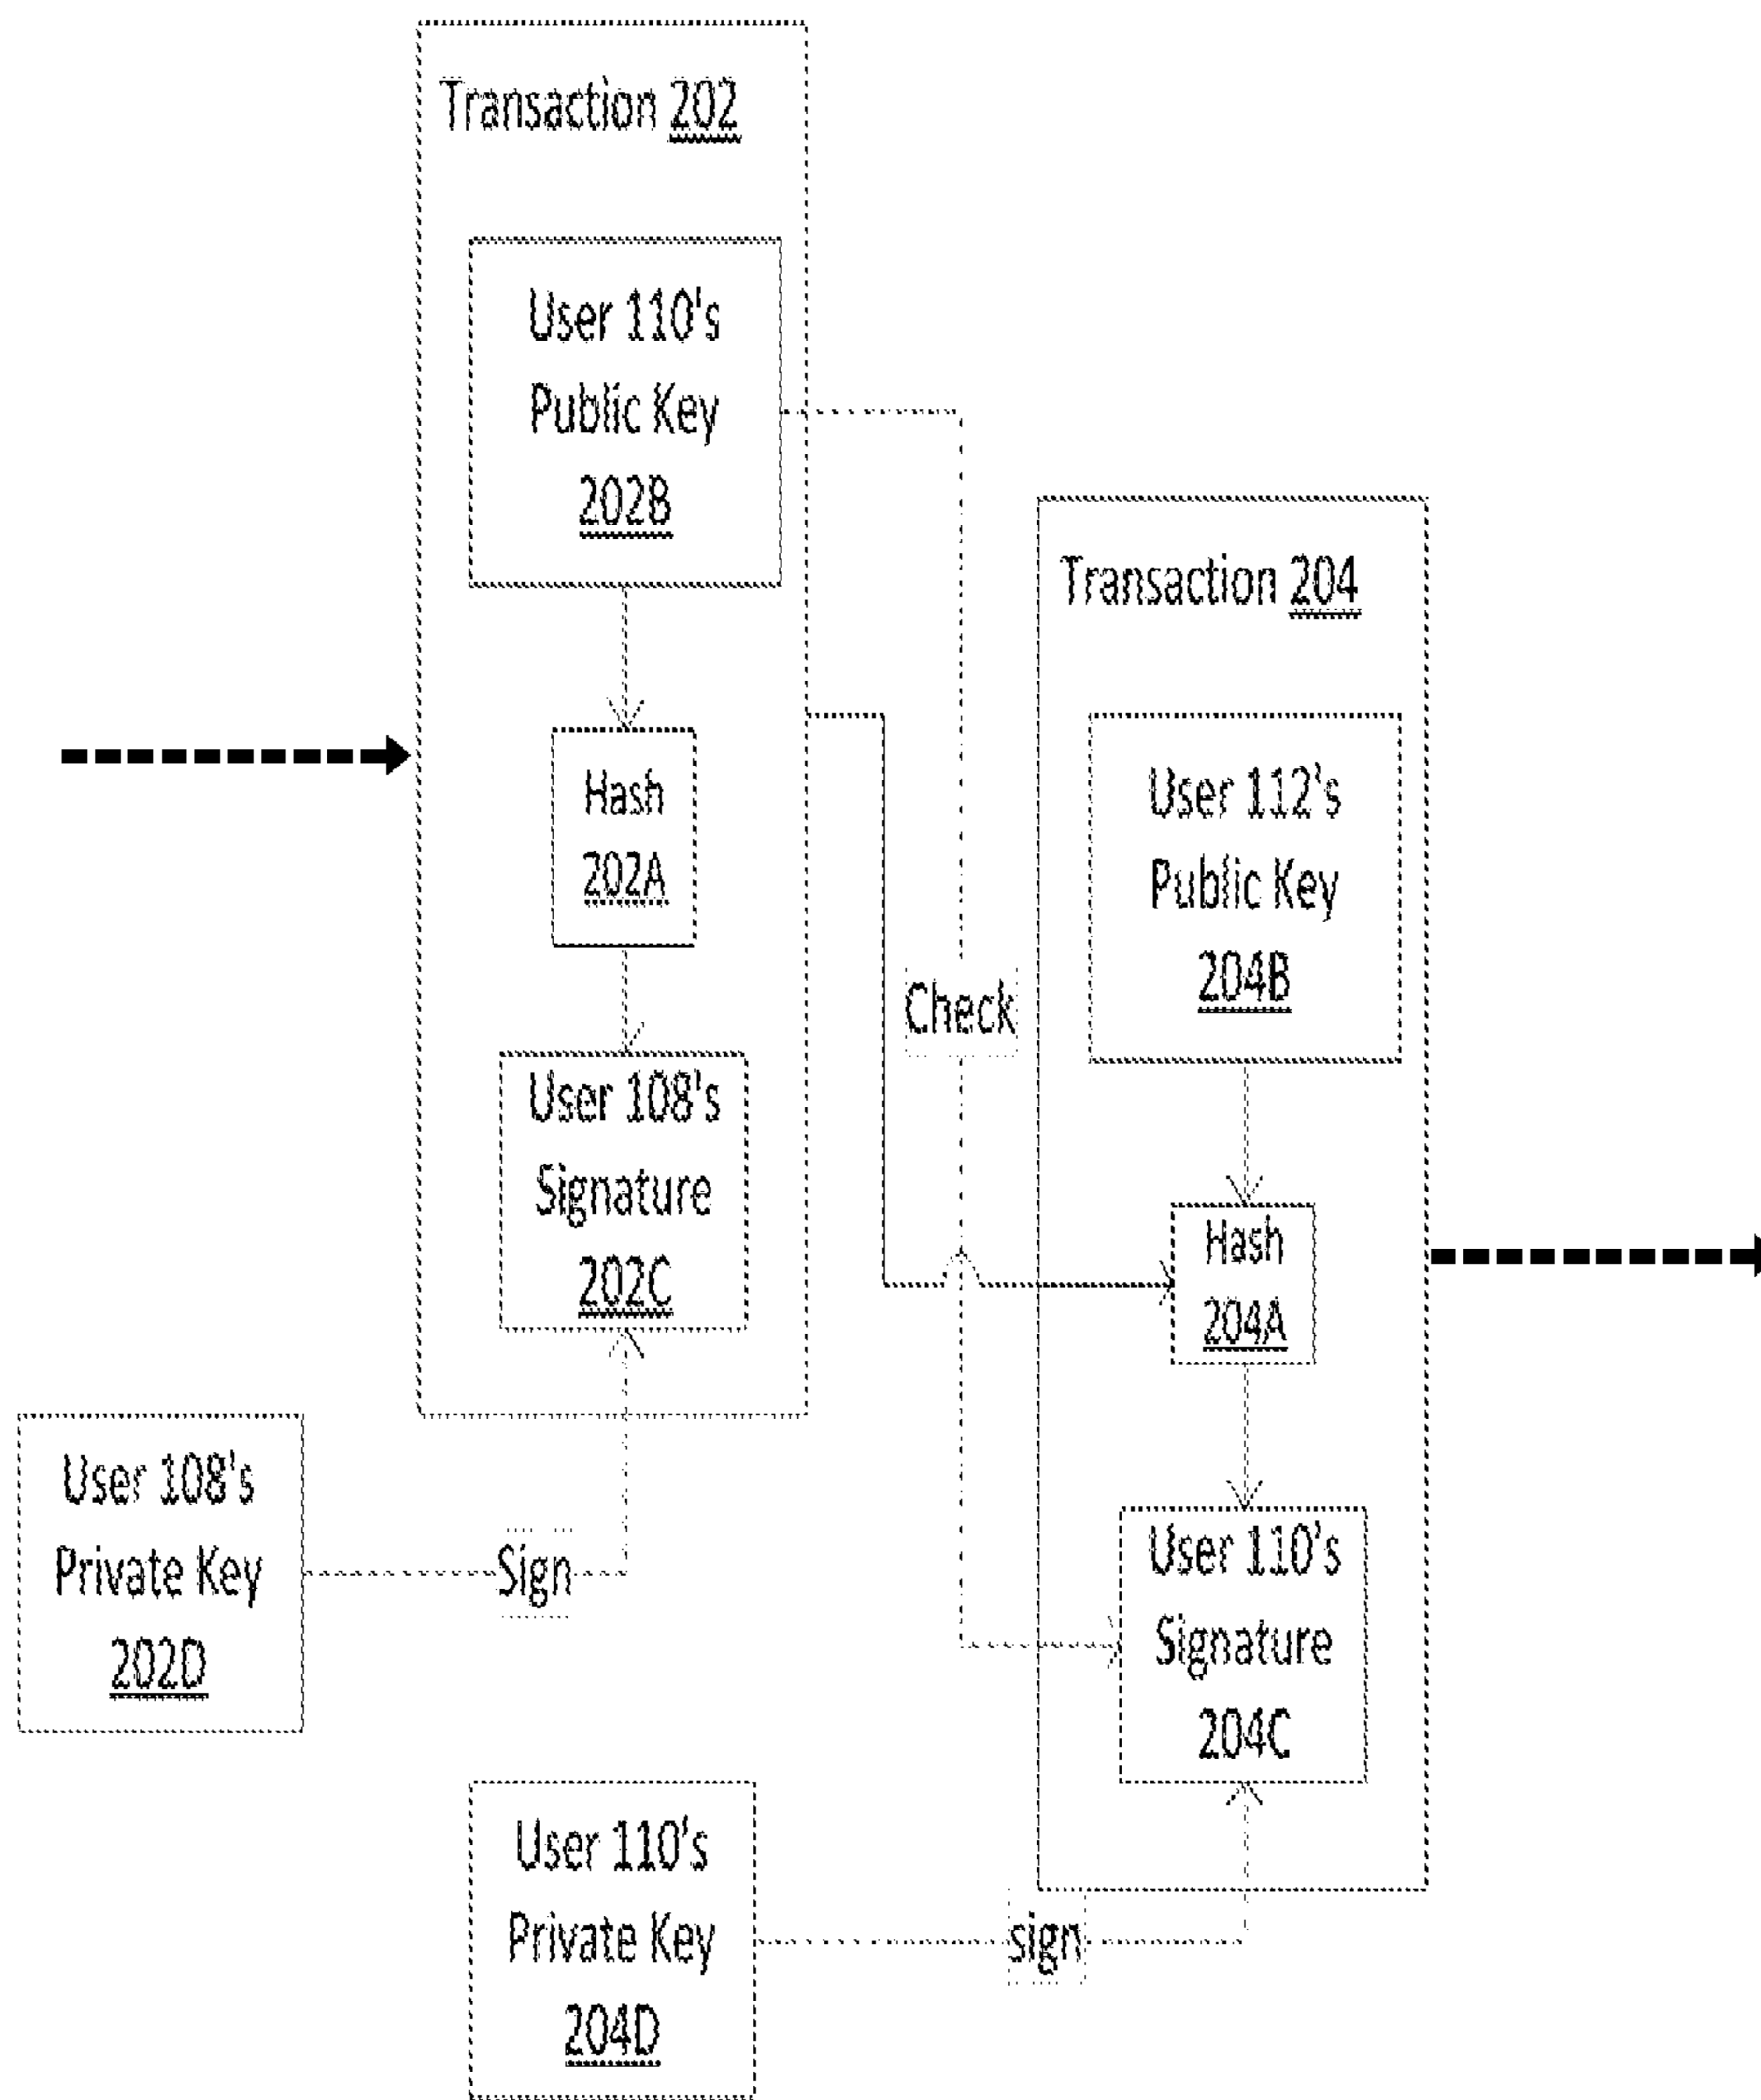 Transaction 202
User 110's
Public Key
202B
Hash
202A
User 108's
Signature
202C
Check
Transaction 204
User 112's
Public Key
204B
Hash
204A
User 110's
Signature
204C
User 108's
Private Key
202D
Sign
User 110's
Private Key
204D
sign